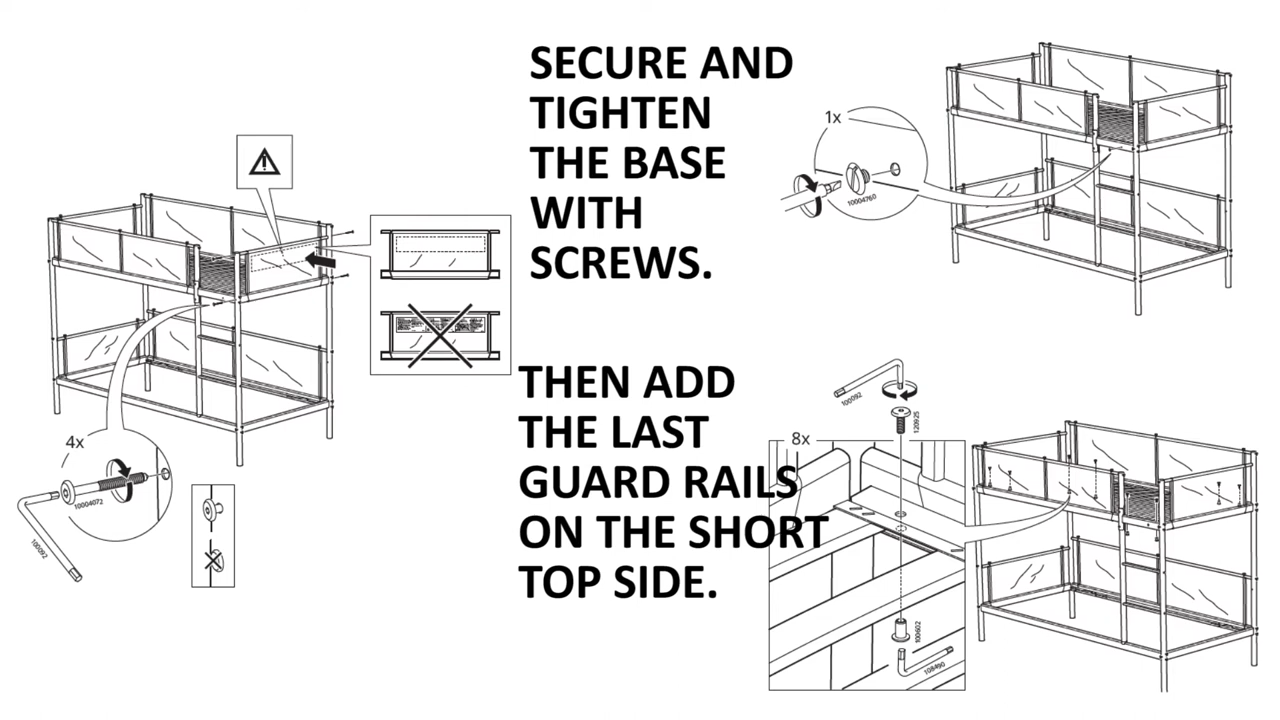 SECURE AND
TIGHTEN
THE BASE
WITH
SCREWS.
1x
10004760
4x
10004072
100092
THEN ADD
THE LAST
GUARD RAILS
ON THE SHORT
TOP SIDE.
100092
120925
8x
100602
108490